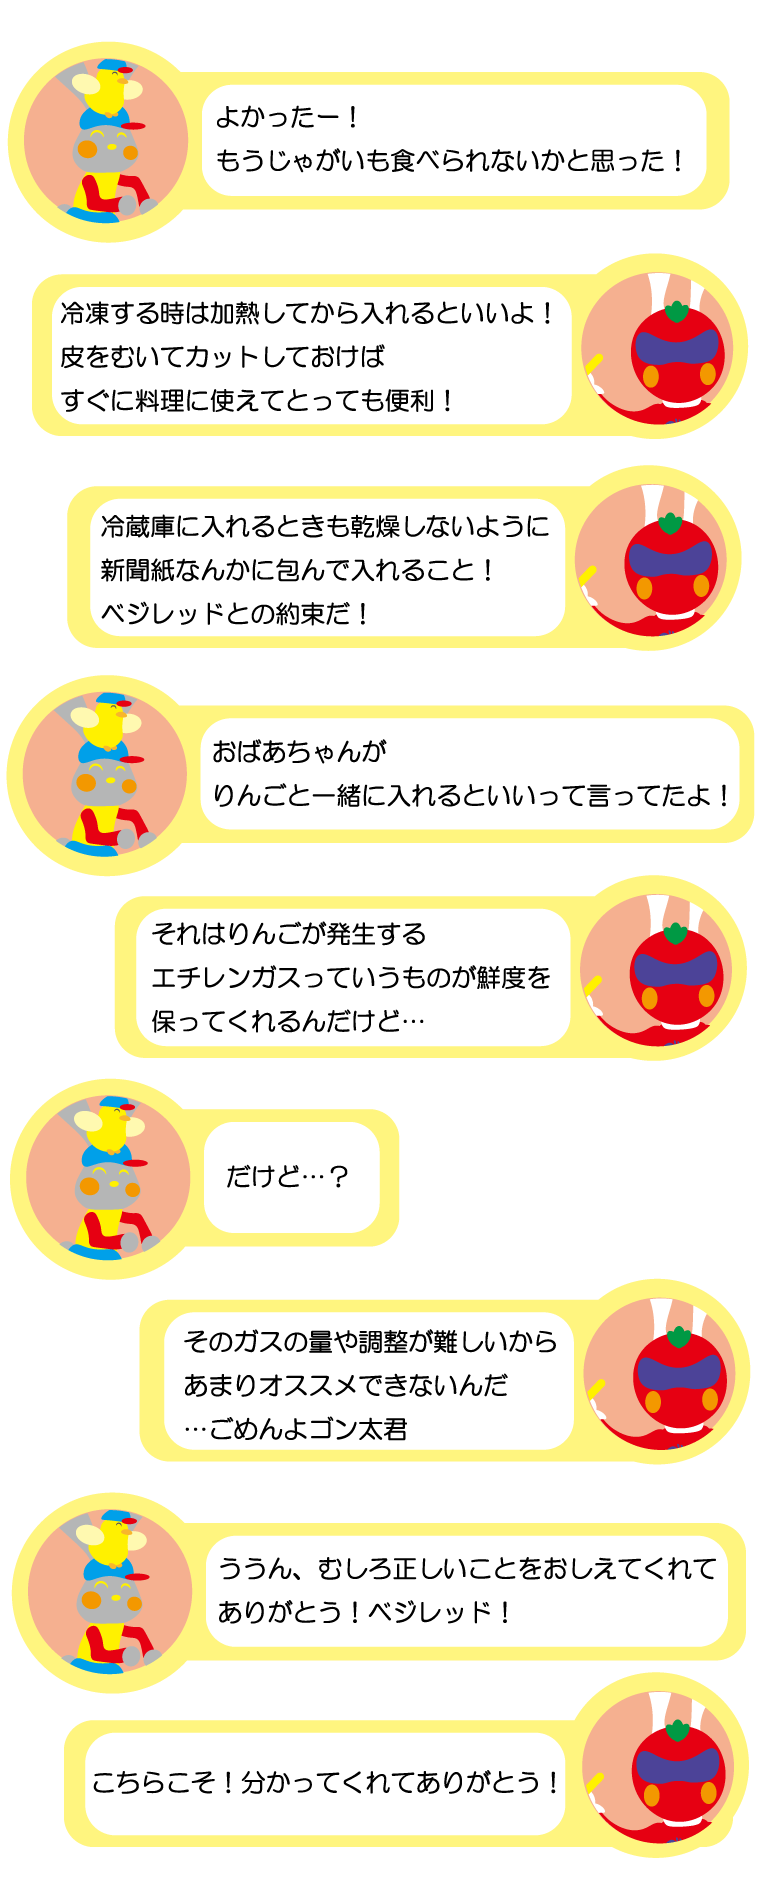 よかったー！
もうじゃがいも食べられないかと思った！
冷凍する時は加熱してから入れるといいよ！
皮をむいてカットしておけば
すぐに料理に使えてとっても便利！
冷蔵庫に入れるときも乾燥しないように
新聞紙なんかに包んで入れること！
ベジレッドとの約束だ！
おばあちゃんが
りんごと一緒に入れるといいって言ってたよ！
それはりんごが発生する
エチレンガスっていうものが鮮度を
保ってくれるんだけど…
だけど…？
そのガスの量や調整が難しいから
あまりオススメできないんだ
…ごめんよゴン太君
ううん、むしろ正しいことをおしえてくれて
ありがとう！ベジレッド！
こちらこそ！分かってくれてありがとう！